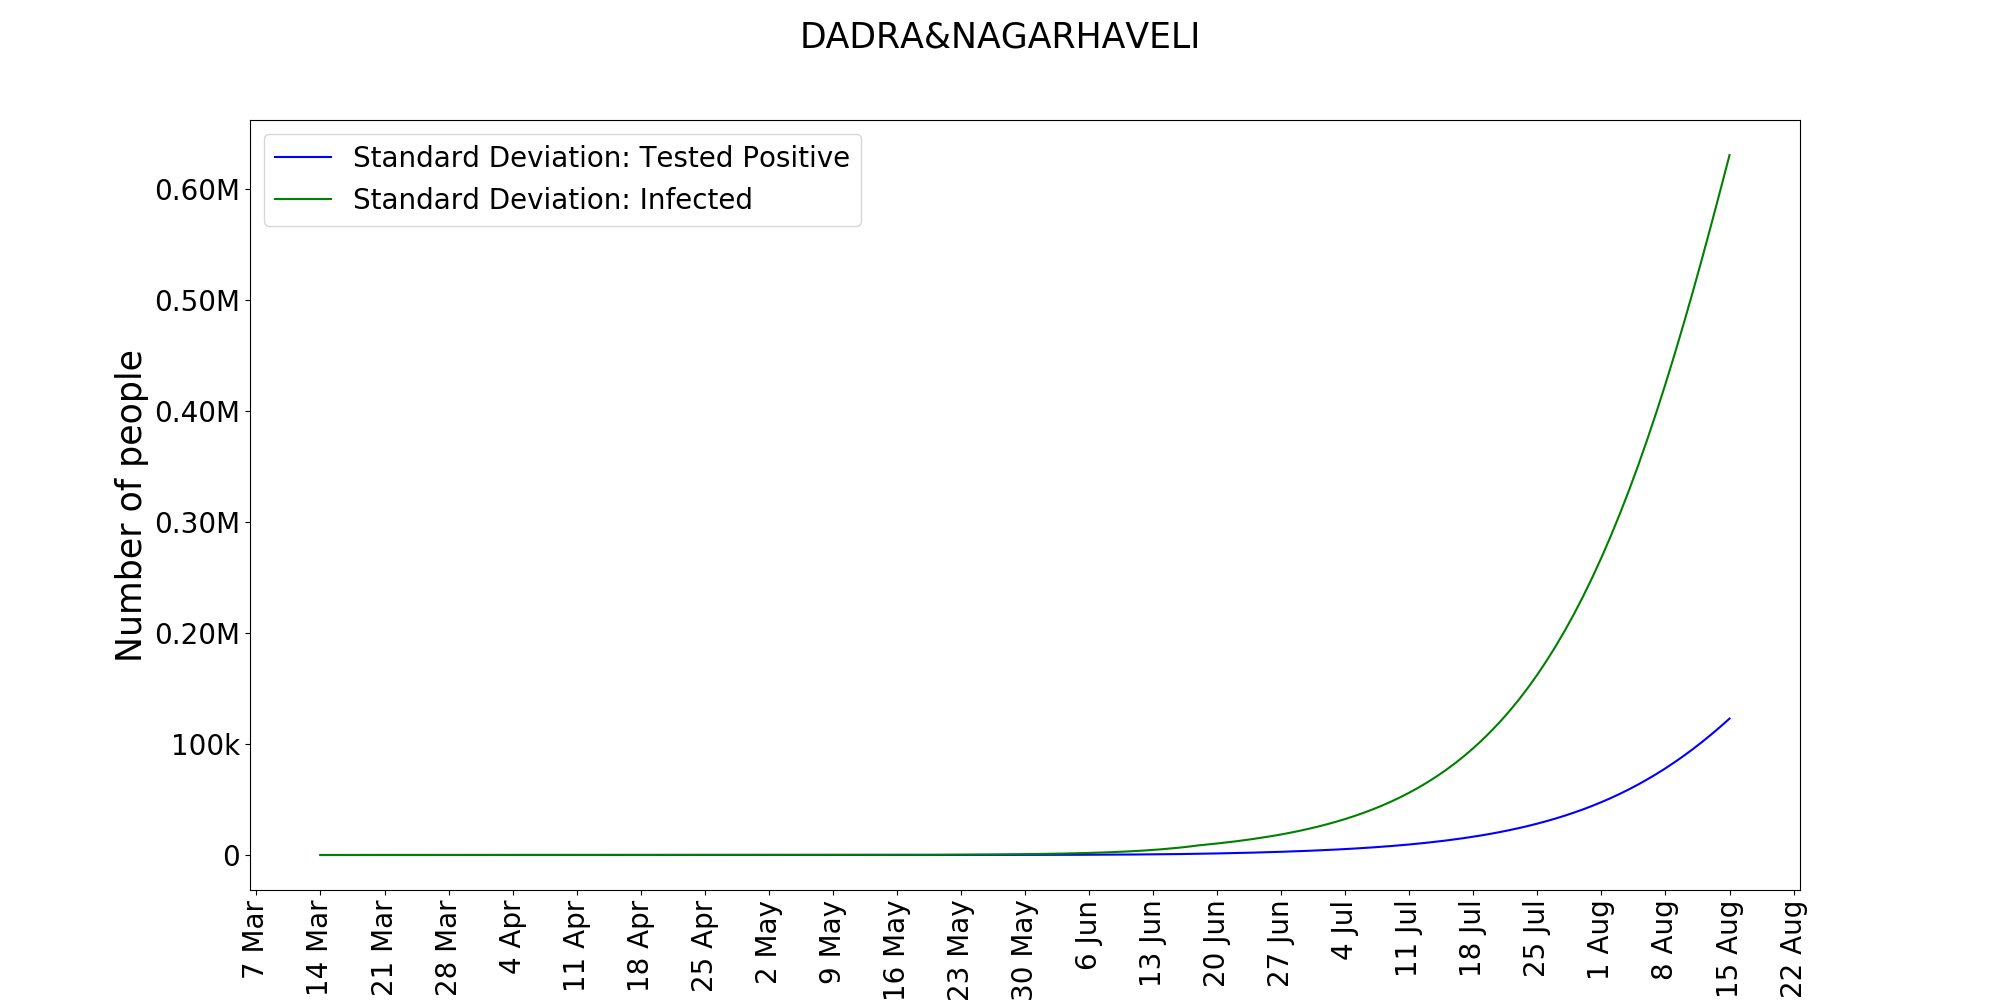 DADRA&NAGARHAVELI
Standard Deviation: Tested Positive
Standard Deviation: Infected
Number of people
0.60M
0.50M
0.40M
0.30M
0.20M
100k
0
7 Mar
14 Mar
21 Mar
28 Mar
4 Apr
11 Apr
18 Apr
25 Apr
2 May
9 May
16 May
23 May
30 May
6 Jun
13 Jun
20 Jun
27 Jun
4 Jul
11 Jul
18 Jul
25 Jul
1 Aug
8 Aug
15 Aug
22 Aug